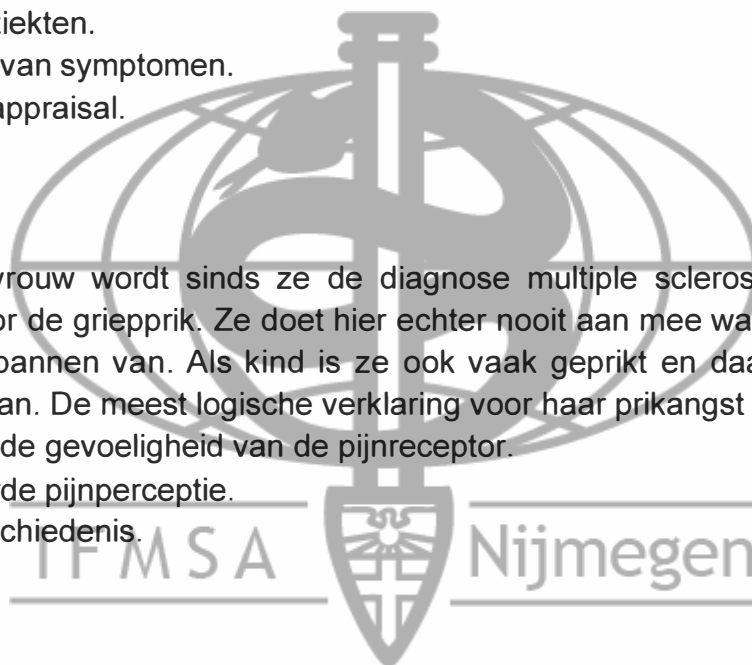 iekten.
van symptomen.
appraisal.
vrouw wordt sinds ze de diagnose multiple scleros
or de griepprik. Ze doet hier echter nooit aan mee wa
pannen van. Als kind is ze ook vaak geprikt en daa
an. De meest logische verklaring voor haar prikangst
de gevoeligheid van de pijnreceptor.
rde pijnperceptie.
chiedenis.
IFMSA Nijmegen